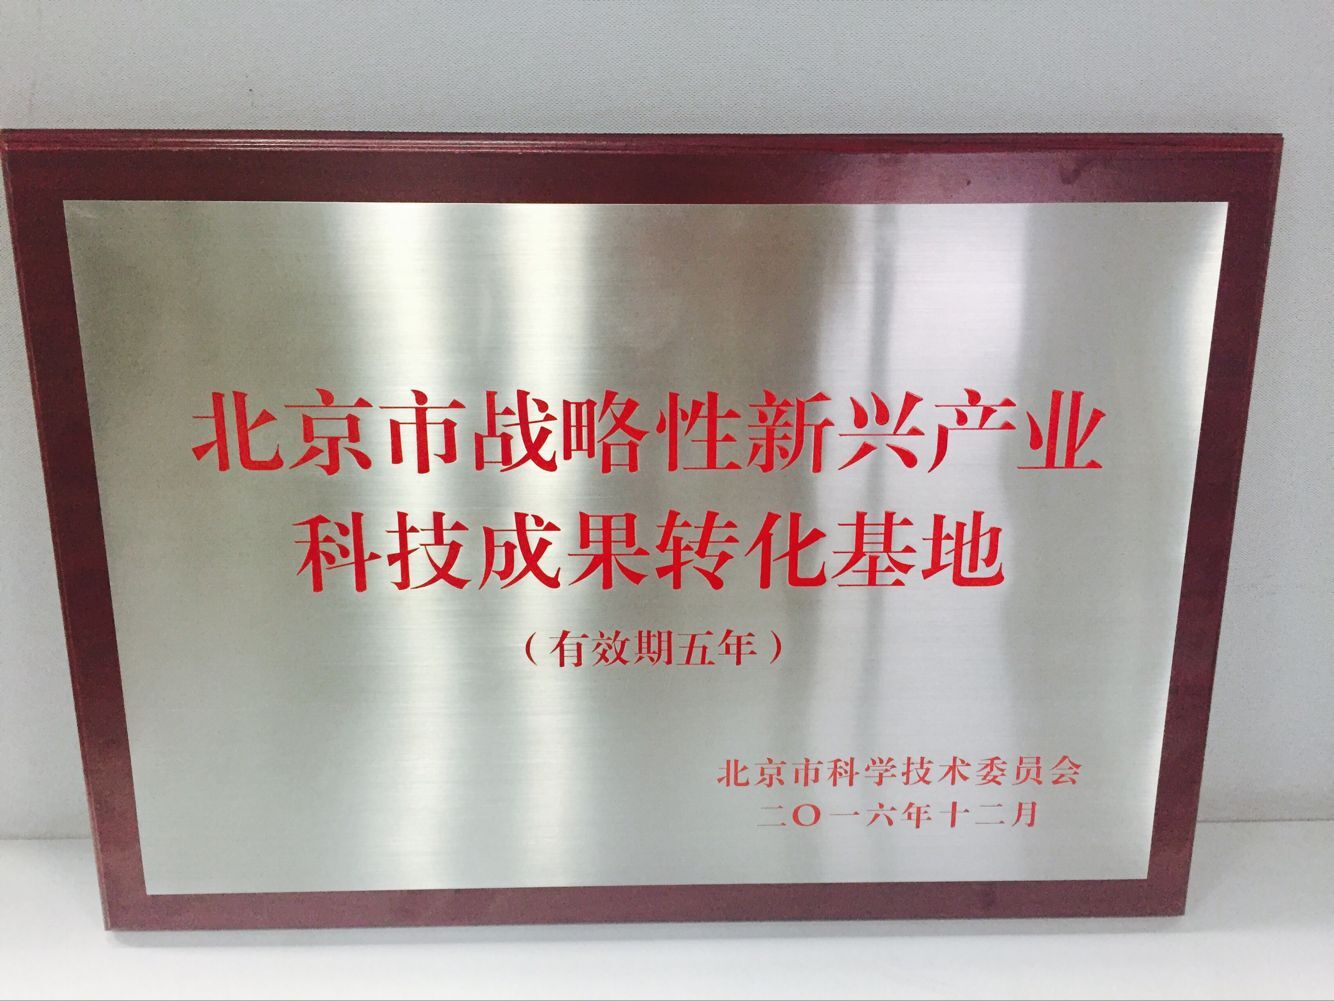 北京市战略性新兴产业
科技成果转化基地
（有效期五年）
北京市科学技术委员会
二〇一六年十二月